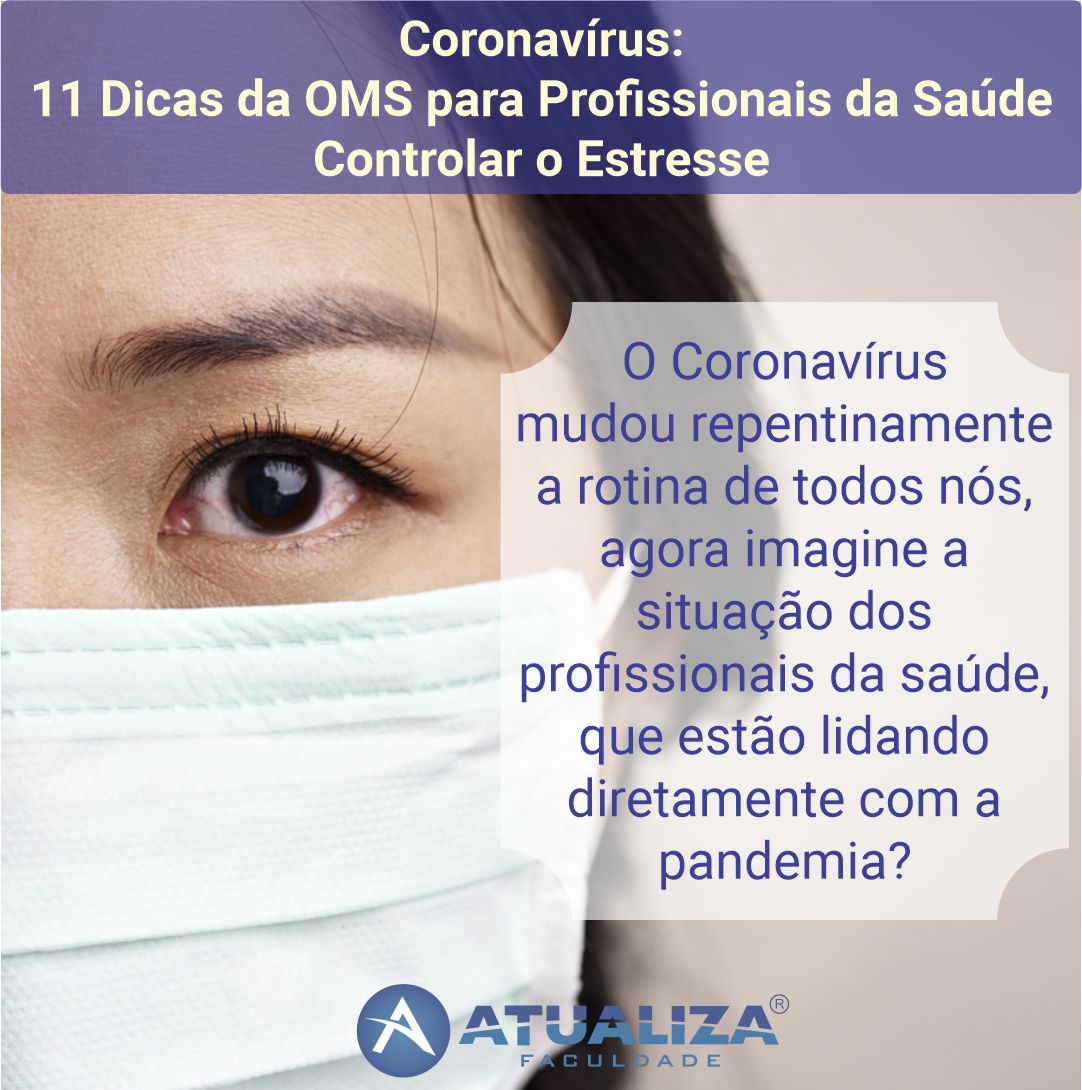 Coronavírus:
11 Dicas da OMS para Profissionais da Saúde
Controlar o Estresse
O Coronavírus
mudou repentinamente
a rotina de todos nós,
agora imagine a
situação dos
profissionais da saúde,
que estão lidando
diretamente com a
pandemia?
ATUALIZA®
FACULDADE